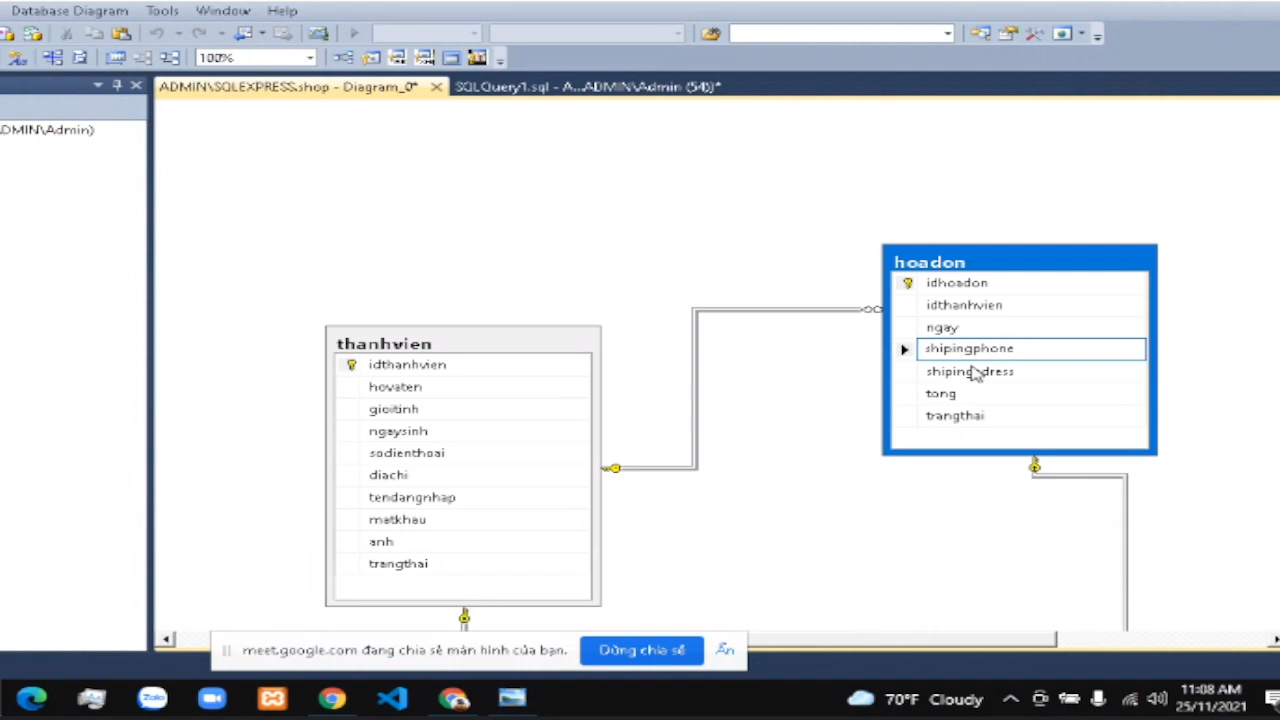 Database Diagram Tools Window Help
100%
ADMIN\SQLEXPRESS.shop - Diagram_0* SQLQuery1.sql - A...ADMIN\Admin (54))*
DMIN\Admin)
hoadon
idhoadon
idthanhvien
ngay
shipingphone
tong
trangthai
thanhvien
idthanhvien
hovaten
gioitinh
ngaysinh
sodienthoai
diachi
tendangnhap
matkhau
anh
trangthai
meet.google.com đang chia sẻ màn hình của bạn. Dừng chia sẻ Ẩn
Zalo
70°F Cloudy
11:08 AM
25/11/2021